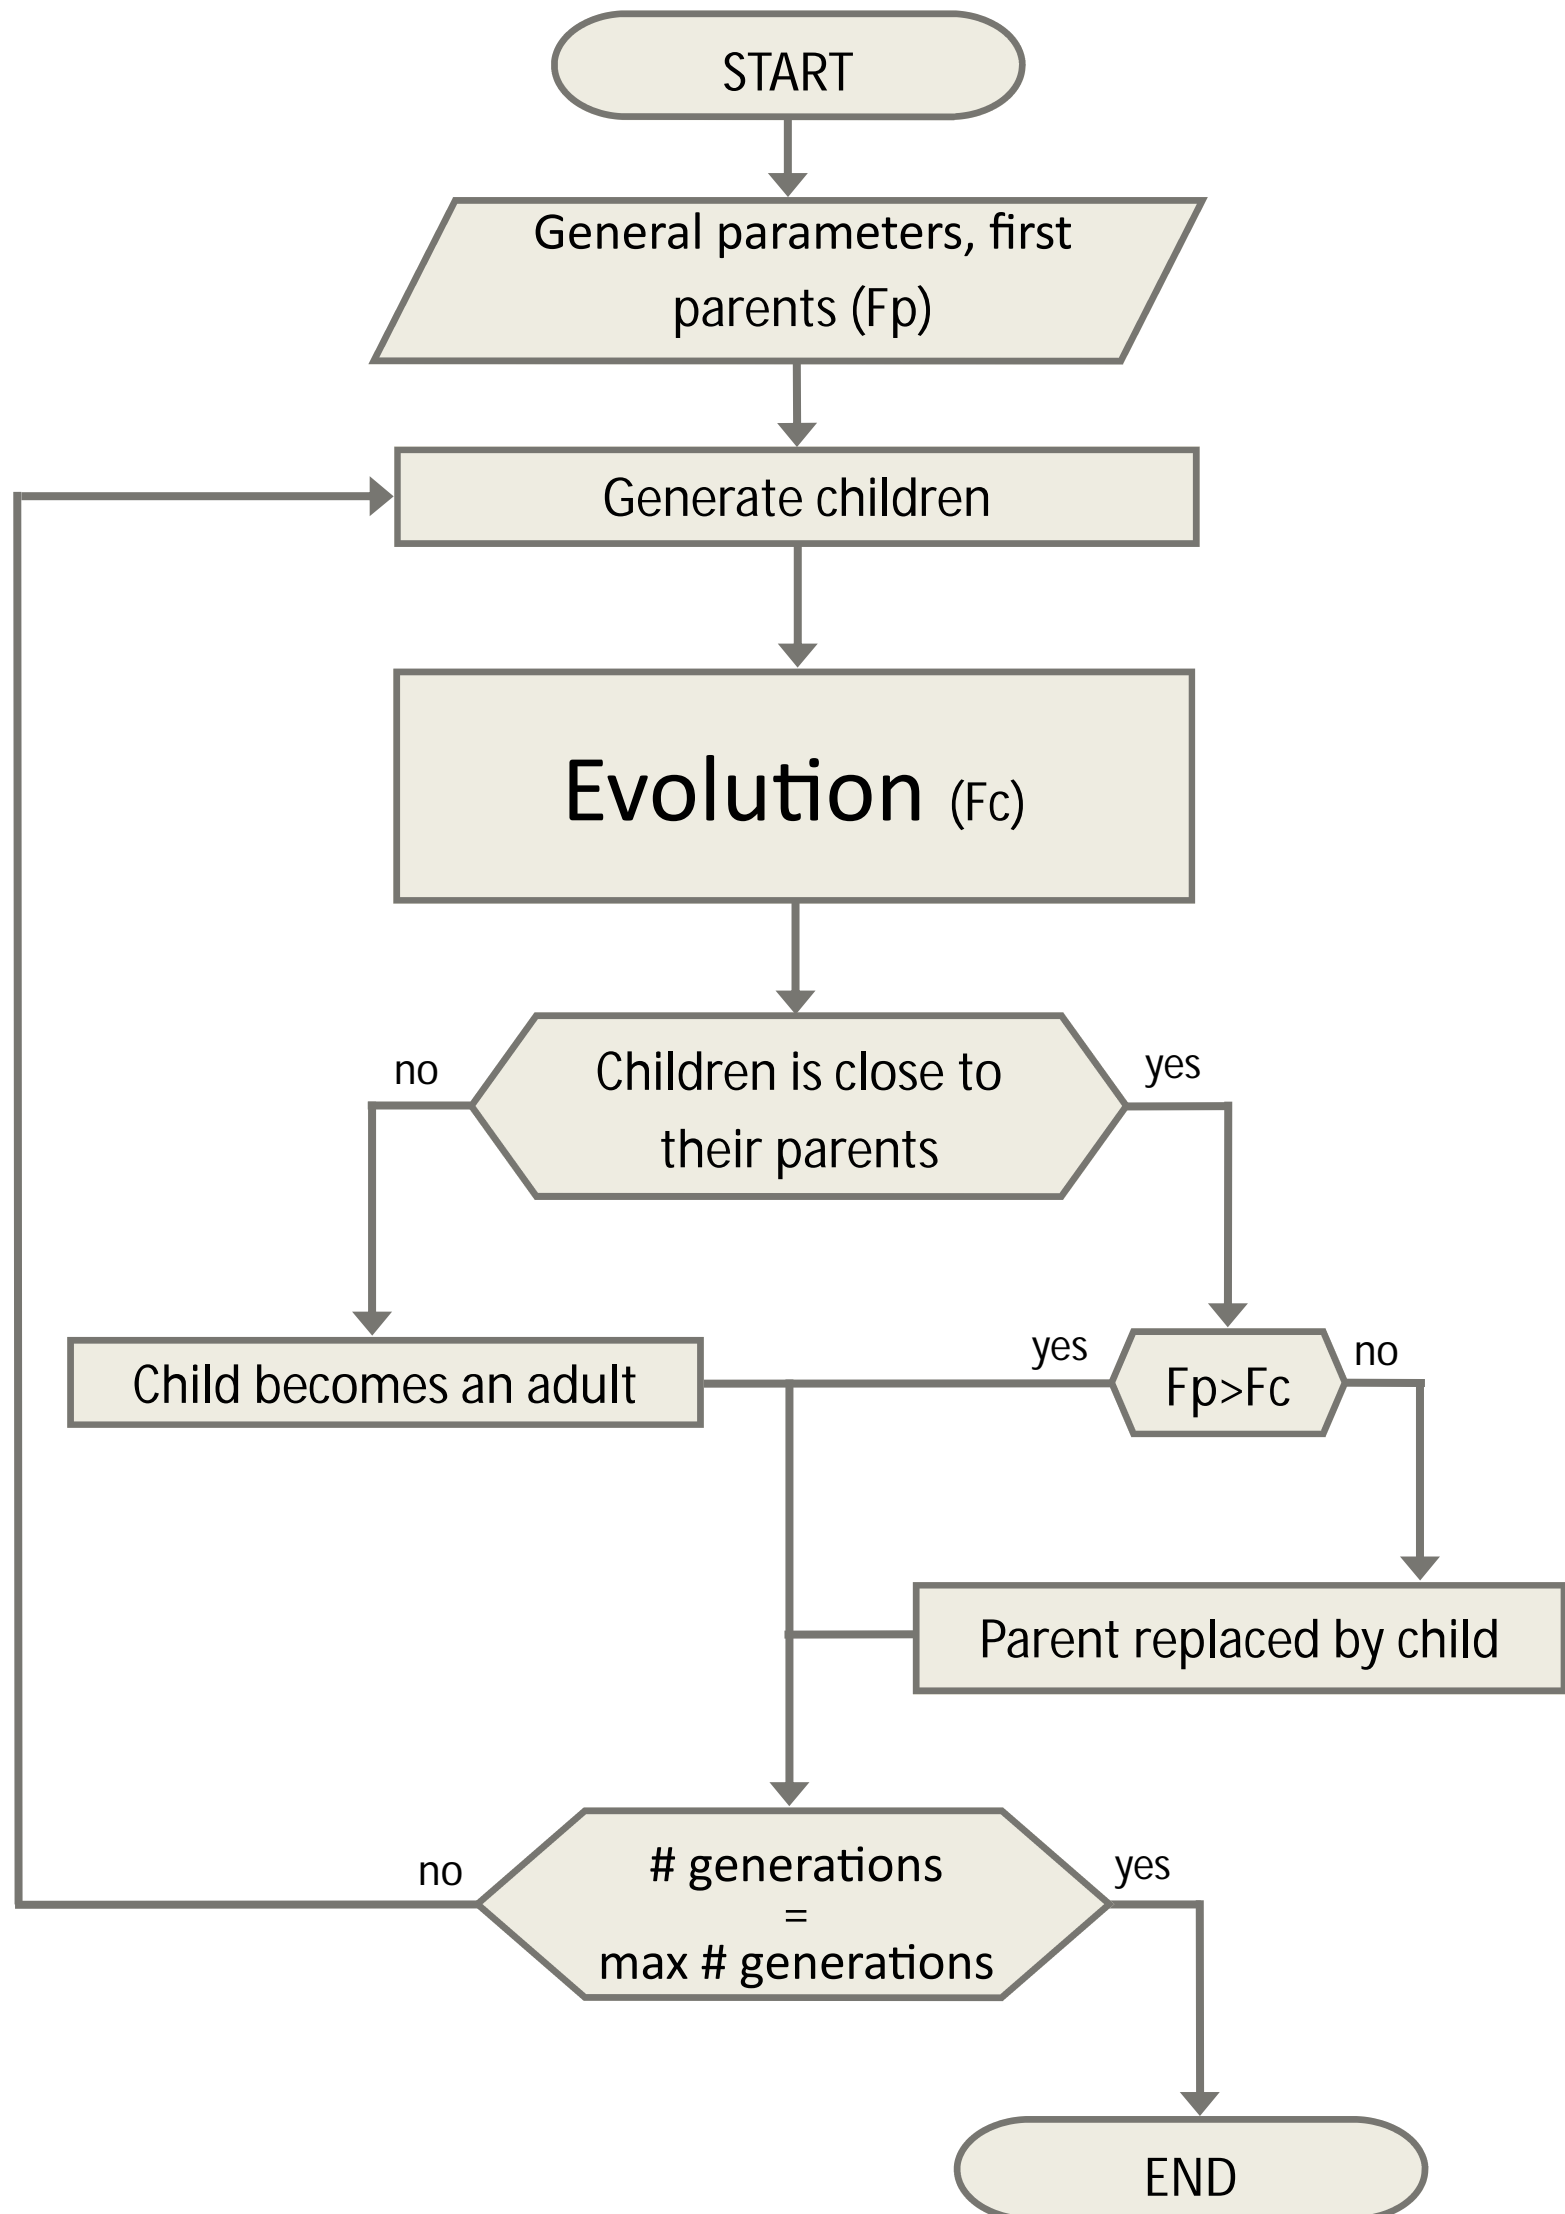 START
General parameters, first
parents (Fp)
Generate children
Evolution (Fc)
no
Children is close to
their parents
yes
Child becomes an adult
yes
Fp>Fc
no
Parent replaced by child
no
# generations
=
max # generations
yes
END